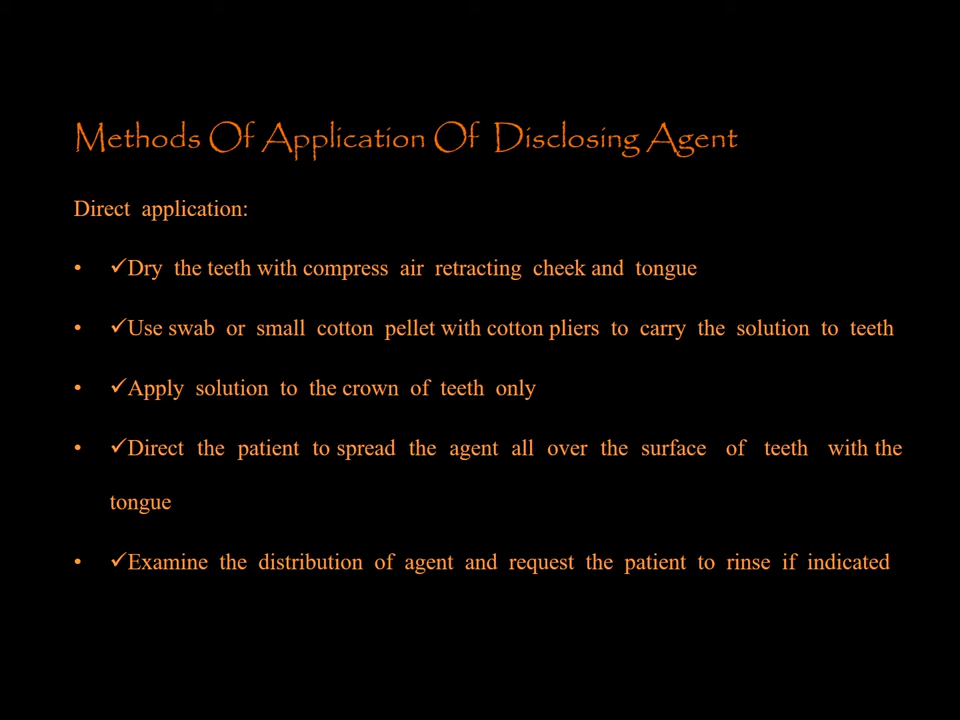 Methods Of Application Of Disclosing Agent
Direct application:
• ✓Dry the teeth with compress air retracting cheek and tongue
• ✓Use swab or small cotton pellet with cotton pliers to carry the solution to teeth
• ✓Apply solution to the crown of teeth only
• ✓Direct the patient to spread the agent all over the surface of teeth with the
tongue
• ✓Examine the distribution of agent and request the patient to rinse if indicated